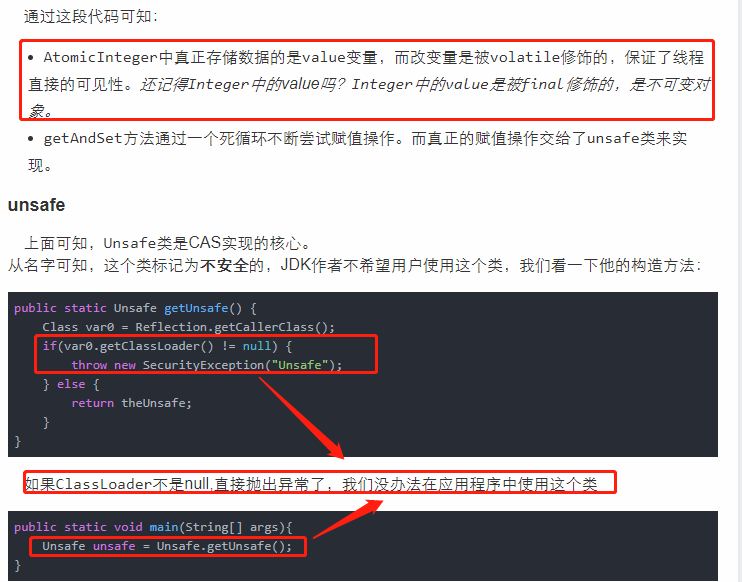 通过这段代码可知：
• AtomicInteger中真正存储数据的是value变量，而改变量是被volatile修饰的，保证了线程
直接的可见性。还记得Integer中的value吗？Integer中的value是被final修饰的，是不可变对
象。
• getAndSet方法通过一个死循环不断尝试赋值操作。而真正的赋值操作交给了unsafe类来实
现。
unsafe
上面可知，Unsafe类是CAS实现的核心。
从名字可知，这个类标记为不安全的，JDK作者不希望用户使用这个类，我们看一下他的构造方法：
public static Unsafe getUnsafe() {
    Class var0 = Reflection.getCallerClass();
    if(var0.getClassLoader() != null) {
        throw new SecurityException("Unsafe");
    } else {
        return theUnsafe;
    }
}
如果ClassLoader不是null,直接抛出异常了，我们没办法在应用程序中使用这个类
public static void main(String[] args){
    Unsafe unsafe = Unsafe.getUnsafe();
}